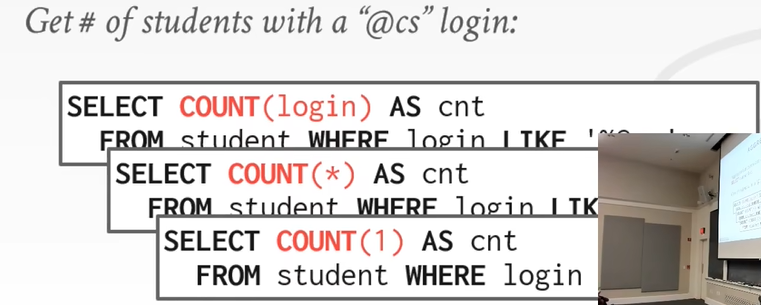 Get # of students with a “@cs” login:
SELECT COUNT(login) AS cnt
FROM student WHERE login LIKE
SELECT COUNT(*) AS cnt
FROM student WHERE login
SELECT COUNT(1) AS cnt
FROM student WHERE login